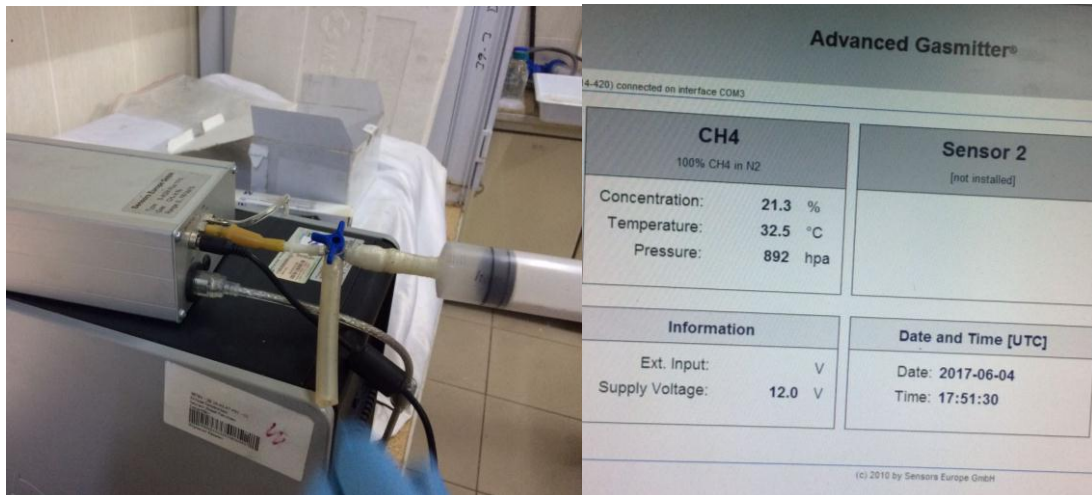 Advanced Gasmitter®
4-420) connected on interface COM3
CH4
100% CH4 in N2
Concentration: 21.3 %
Temperature: 32.5 °C
Pressure: 892 hpa
Sensor 2
[not installed]
Information
Ext. Input: V
Supply Voltage: 12.0 V
Date and Time [UTC]
Date: 2017-06-04
Time: 17:51:30
(c) 2010 by Sensors Europe GmbH